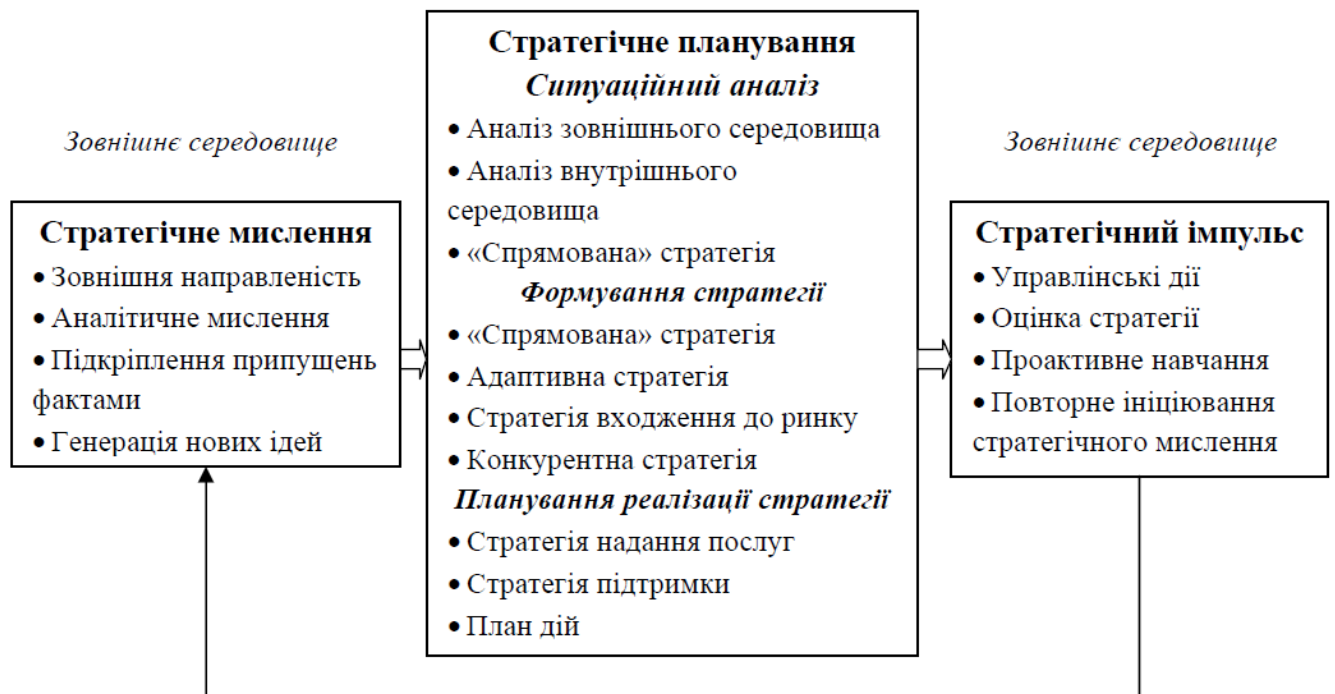 Зовнішнє середовище
Стратегічне мислення
• Зовнішня направленість
• Аналітичне мислення
• Підкріплення припущень
фактами
• Генерація нових ідей
Стратегічне планування
Ситуаційний аналіз
• Аналіз зовнішнього середовища
• Аналіз внутрішнього
середовища
• «Спрямована» стратегія
Формування стратегії
• «Спрямована» стратегія
• Адаптивна стратегія
• Стратегія входження до ринку
• Конкурентна стратегія
Планування реалізації стратегії
• Стратегія надання послуг
• Стратегія підтримки
• План дій
Зовнішнє середовище
Стратегічний імпульс
• Управлінські дії
• Оцінка стратегії
• Проактивне навчання
• Повторне ініціювання
стратегічного мислення